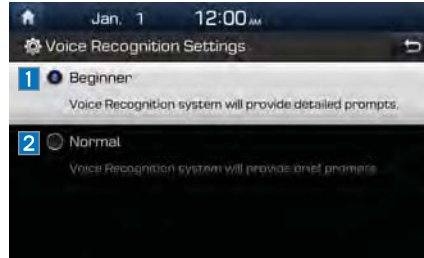 Jan. 1 12:00 AM
Voice Recognition Settings
1 Beginner
Voice Recognition system will provide detailed prompts.
2 Normal
Voice Recognition system will provide brief prompts.